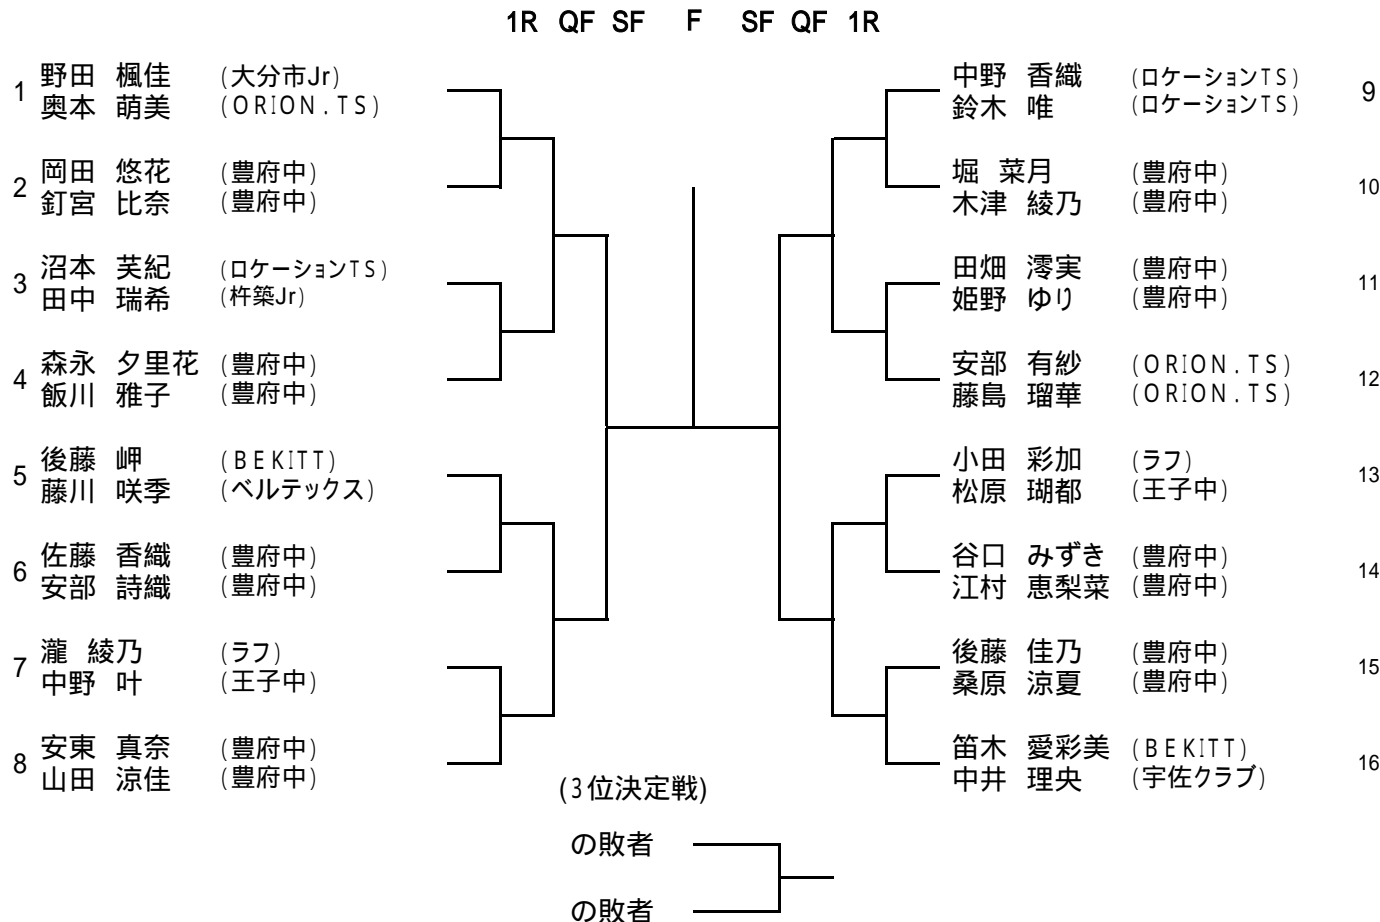 1R QF SF F SF QF 1R
1 野田 楓佳 (大分市Jr)
奥本 萌美 (ORION.TS)
2 岡田 悠花 (豊府中)
釘宮 比奈 (豊府中)
3 沼本 芙紀 (ロケーションTS)
田中 瑞希 (杵築Jr)
4 森永 夕里花 (豊府中)
飯川 雅子 (豊府中)
5 後藤 岬 (BEKITT)
藤川 咲季 (ベルテックス)
6 佐藤 香織 (豊府中)
安部 詩織 (豊府中)
7 瀧 綾乃 (ラフ)
中野 叶 (王子中)
8 安東 真奈 (豊府中)
山田 涼佳 (豊府中)
中野 香織 (ロケーションTS) 9
鈴木 唯 (ロケーションTS)
堀 菜月 (豊府中) 10
木津 綾乃 (豊府中)
田畑 澪実 (豊府中) 11
姫野 ゆり (豊府中)
安部 有紗 (ORION.TS) 12
藤島 瑠華 (ORION.TS)
小田 彩加 (ラフ) 13
松原 瑚都 (王子中)
谷口 みずき (豊府中) 14
江村 恵梨菜 (豊府中)
後藤 佳乃 (豊府中) 15
桑原 涼夏 (豊府中)
笛木 愛彩美 (BEKITT) 16
中井 理央 (宇佐クラブ)
(3位決定戦)
の敗者
の敗者